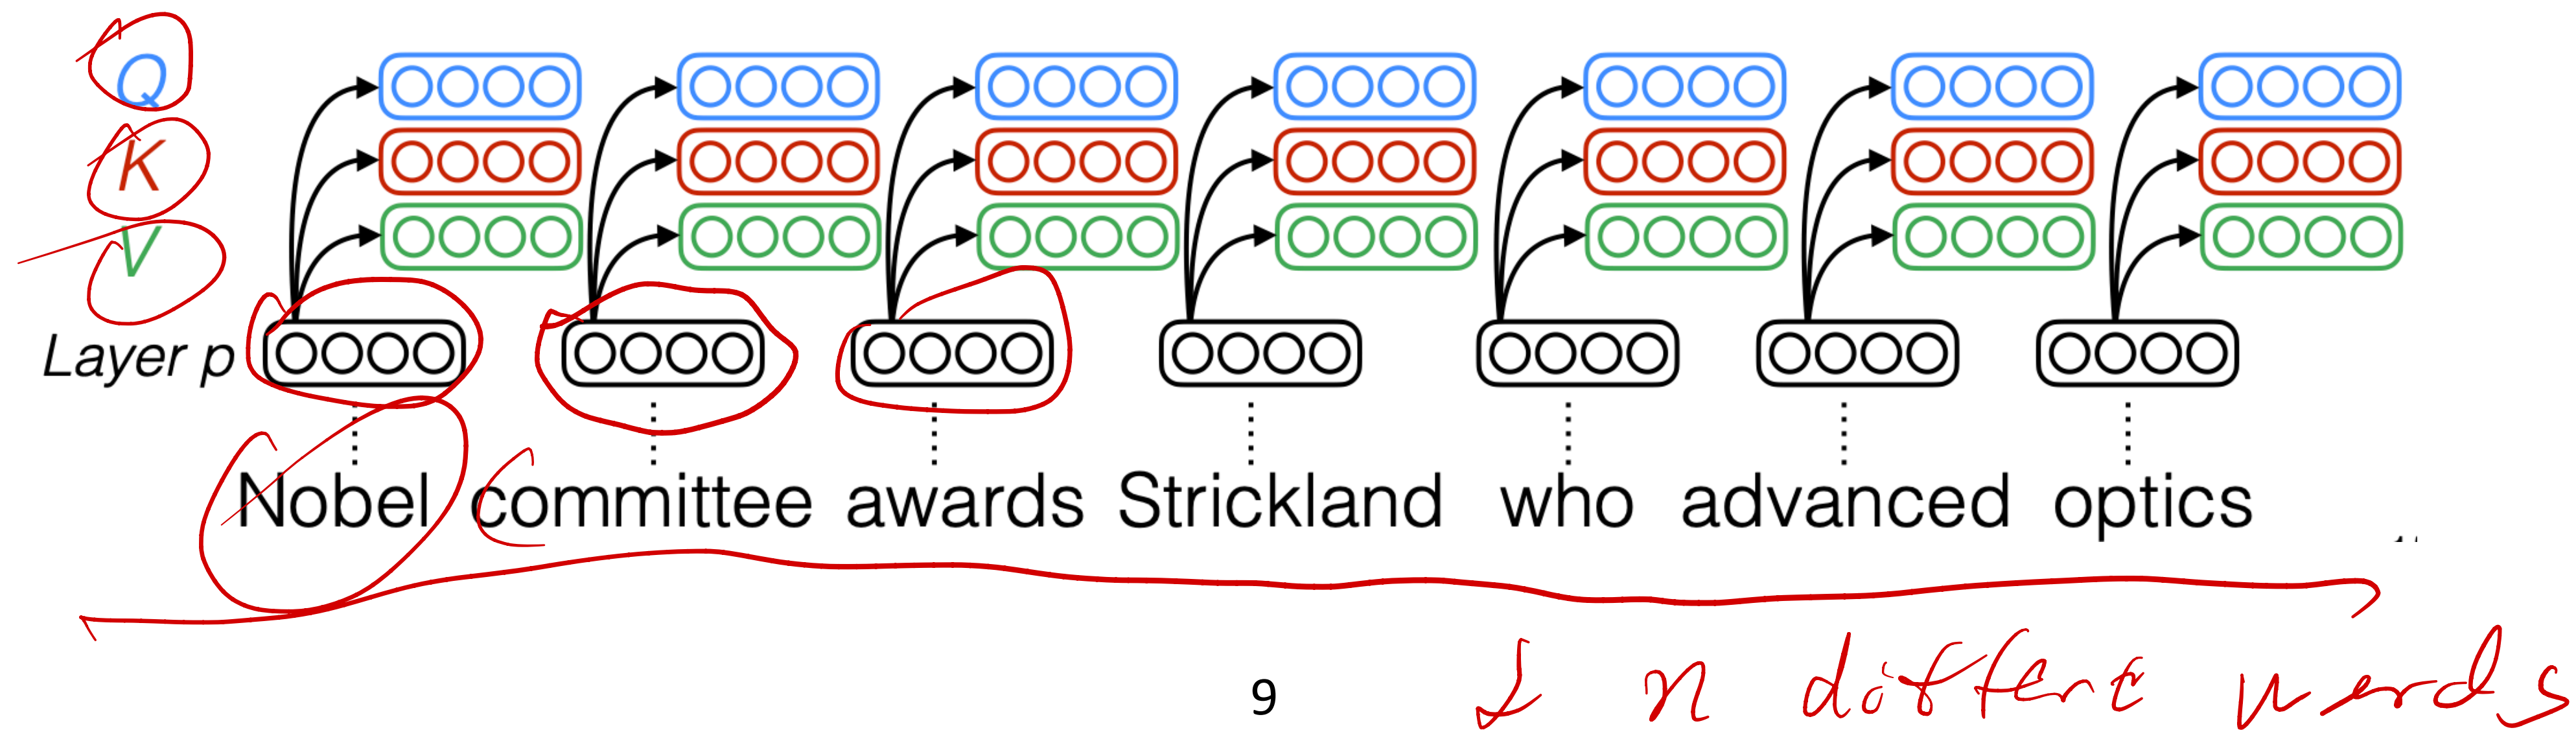 Q
K
V
Layer p
Nobel committee awards Strickland who advanced optics
9
n different words